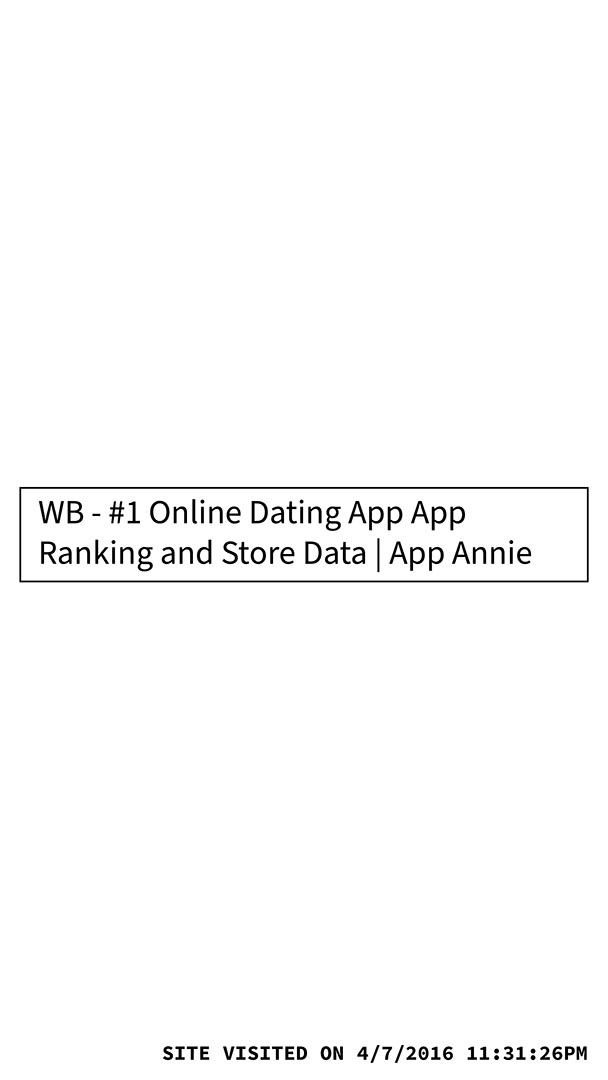 WB - #1 Online Dating App App
Ranking and Store Data | App Annie
SITE VISITED ON 4/7/2016 11:31:26PM